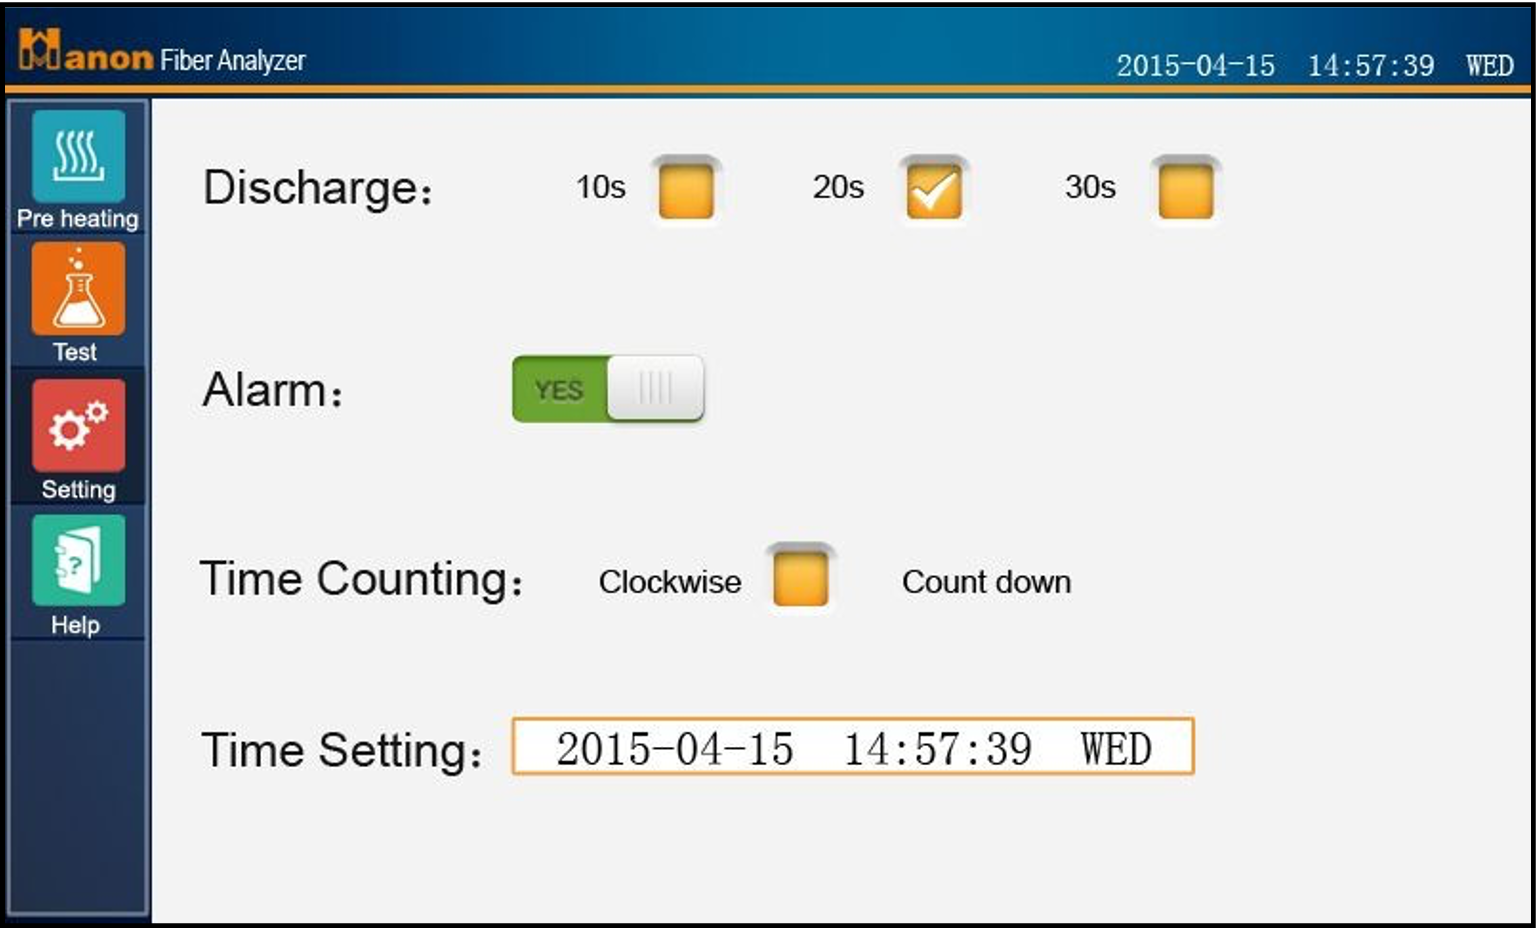 Hanon Fiber Analyzer 2015-04-15 14:57:39 WED
Pre heating
Test
Setting
Help
Discharge: 10s 20s 30s
Alarm: YES
Time Counting: Clockwise Count down
Time Setting: 2015-04-15 14:57:39 WED